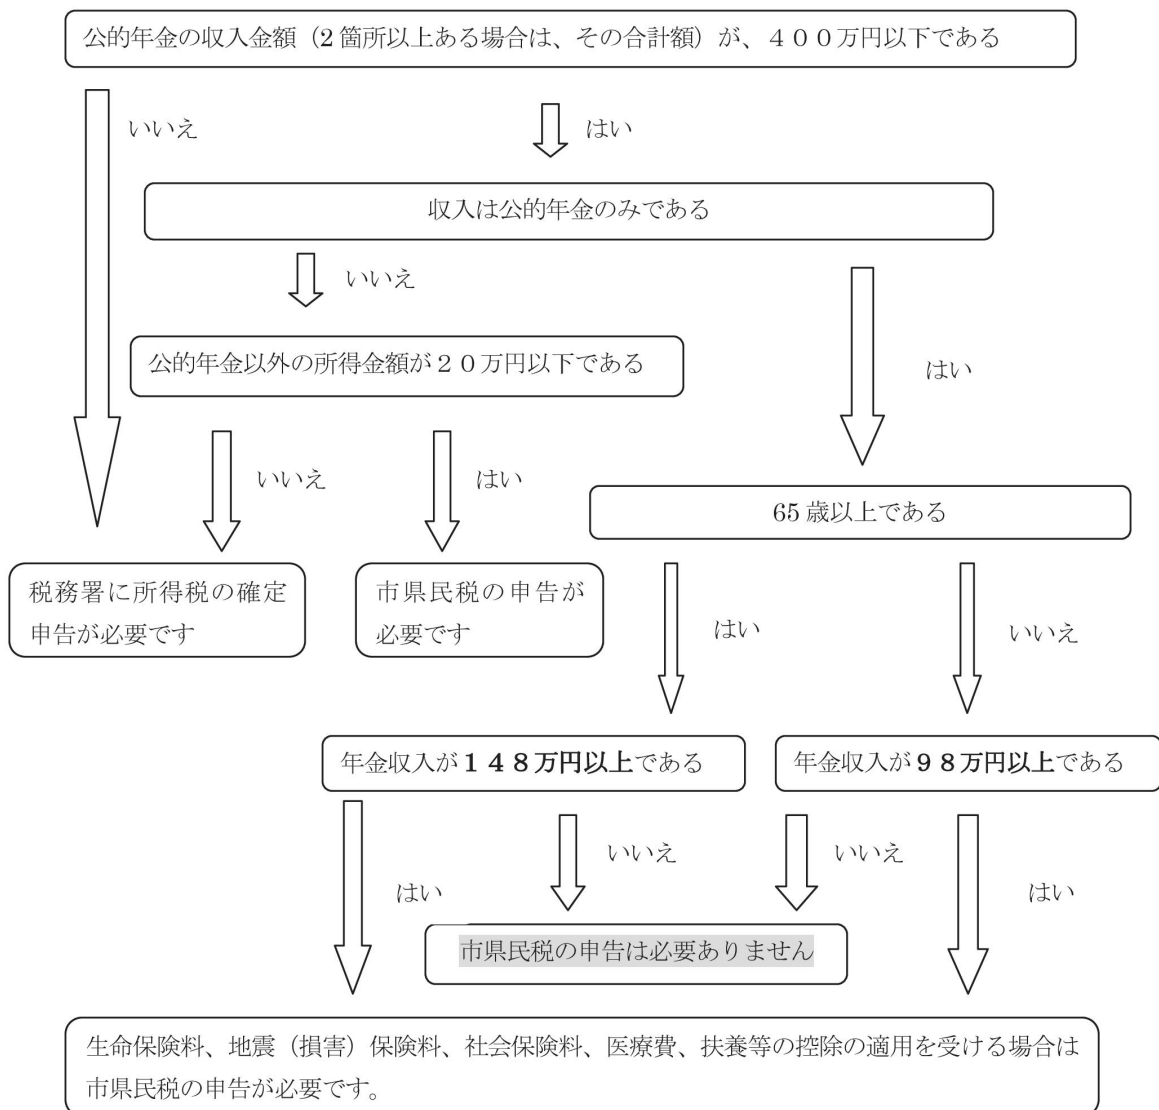 公的年金の収入金額（2箇所以上ある場合は、その合計額）が、４００万円以下である
いいえ
はい
収入は公的年金のみである
いいえ
公的年金以外の所得金額が２０万円以下である
はい
いいえ
はい
65歳以上である
税務署に所得税の確定
申告が必要です
市県民税の申告が
必要です
はい
いいえ
年金収入が１４８万円以上である
年金収入が９８万円以上である
いいえ
いいえ
はい
はい
市県民税の申告は必要ありません
生命保険料、地震（損害）保険料、社会保険料、医療費、扶養等の控除の適用を受ける場合は
市県民税の申告が必要です。